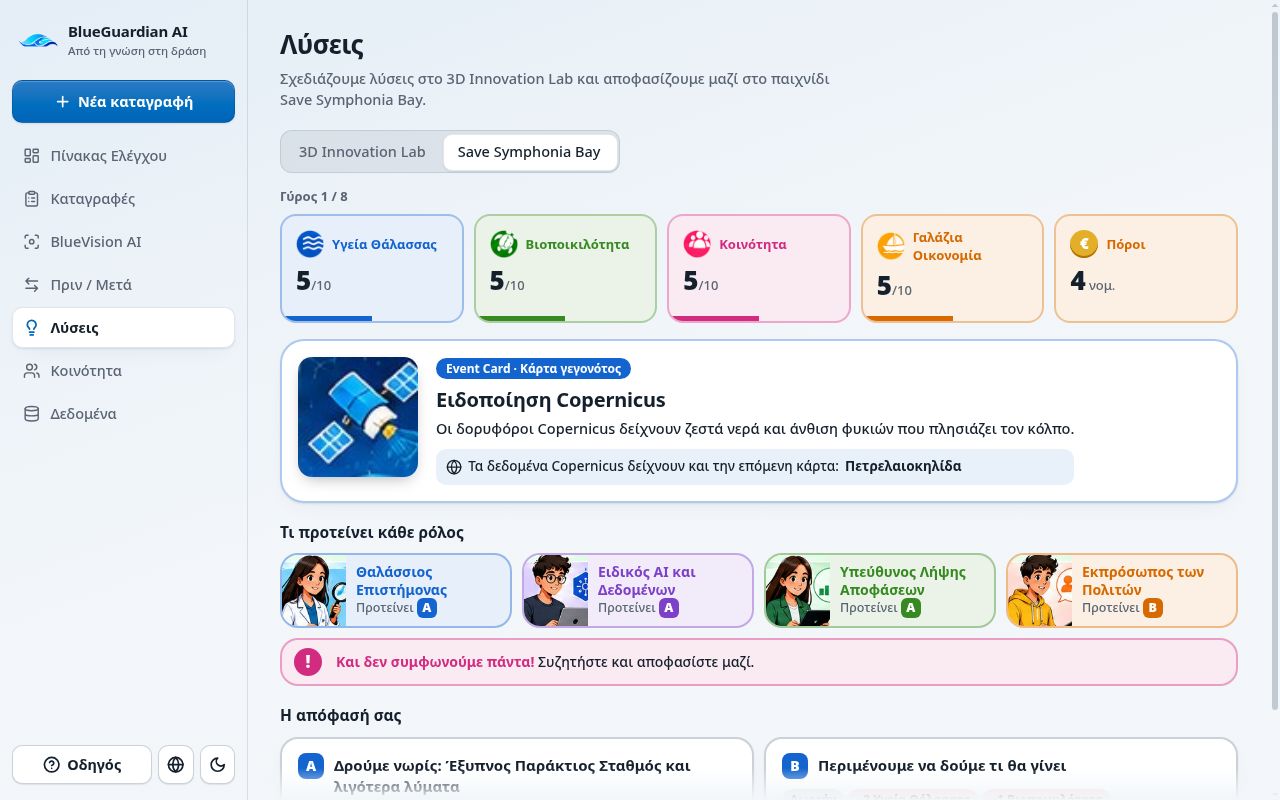 BlueGuardian AI
Από τη γνώση στη δράση
Νέα καταγραφή
Πίνακας Ελέγχου
Καταγραφές
BlueVision AI
Πριν / Μετά
Λύσεις
Κοινότητα
Δεδομένα
Οδηγός
Λύσεις
Σχεδιάζουμε λύσεις στο 3D Innovation Lab και αποφασίζουμε μαζί στο παιχνίδι
Save Symphonia Bay.
3D Innovation Lab
Save Symphonia Bay
Γύρος 1 / 8
Υγεία Θάλασσας
5/10
Βιοποικιλότητα
5/10
Κοινότητα
5/10
Γαλάζια
Οικονομία
5/10
€ Πόροι
4 νομ.
Event Card · Κάρτα γεγονότος
Ειδοποίηση Copernicus
Οι δορυφόροι Copernicus δείχνουν ζεστά νερά και άνθιση φυκιών που πλησιάζει τον κόλπο.
Τα δεδομένα Copernicus δείχνουν και την επόμενη κάρτα: Πετρελαιοκηλίδα
Τι προτείνει κάθε ρόλος
Θαλάσσιος
Επιστήμονας
Προτείνει A
Ειδικός AI και
Δεδομένων
Προτείνει A
Υπεύθυνος Λήψης
Αποφάσεων
Προτείνει A
Εκπρόσωπος των
Πολιτών
Προτείνει B
! Και δεν συμφωνούμε πάντα! Συζητήστε και αποφασίστε μαζί.
Η απόφασή σας
A Δρούμε νωρίς: Έξυπνος Παράκτιος Σταθμός και
λιγότερα λύματα
B Περιμένουμε να δούμε τι θα γίνει